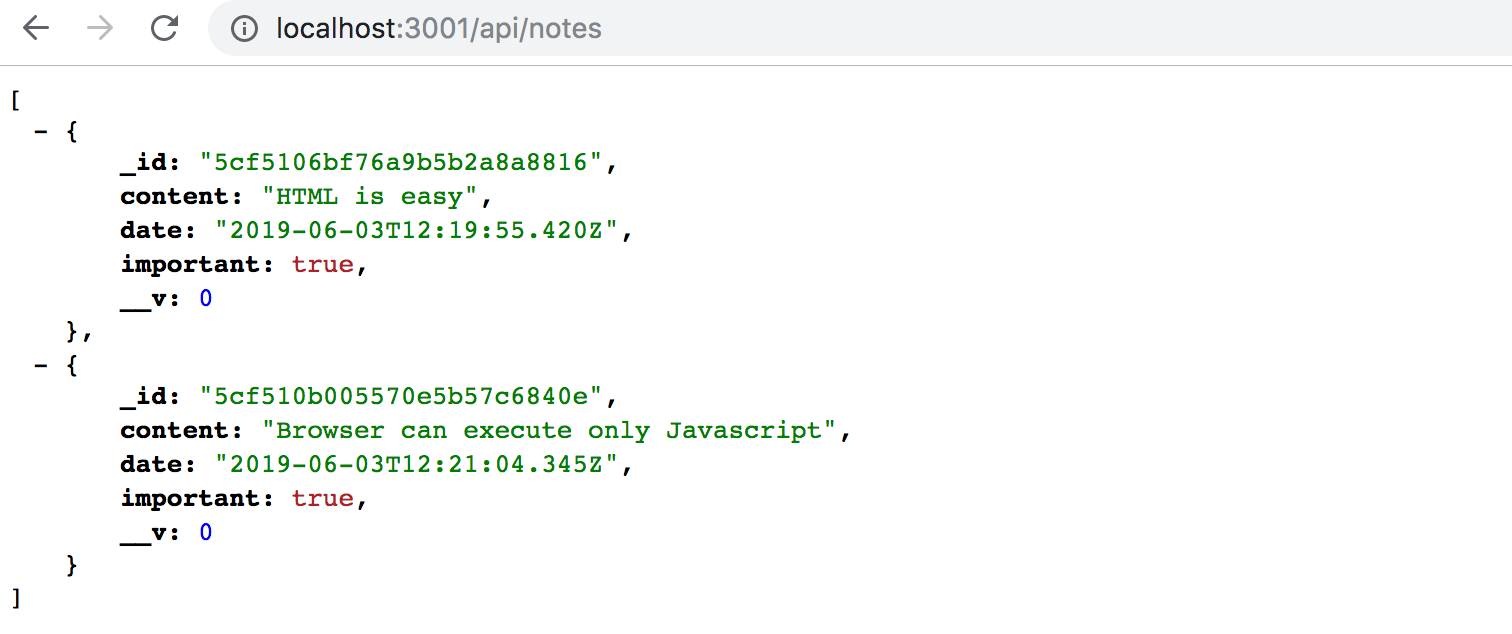 localhost:3001/api/notes
[
- {
_id: "5cf5106bf76a9b5b2a8a8816",
content: "HTML is easy",
date: "2019-06-03T12:19:55.420Z",
important: true,
__v: 0
},
- {
_id: "5cf510b005570e5b57c6840e",
content: "Browser can execute only Javascript",
date: "2019-06-03T12:21:04.345Z",
important: true,
__v: 0
}
]